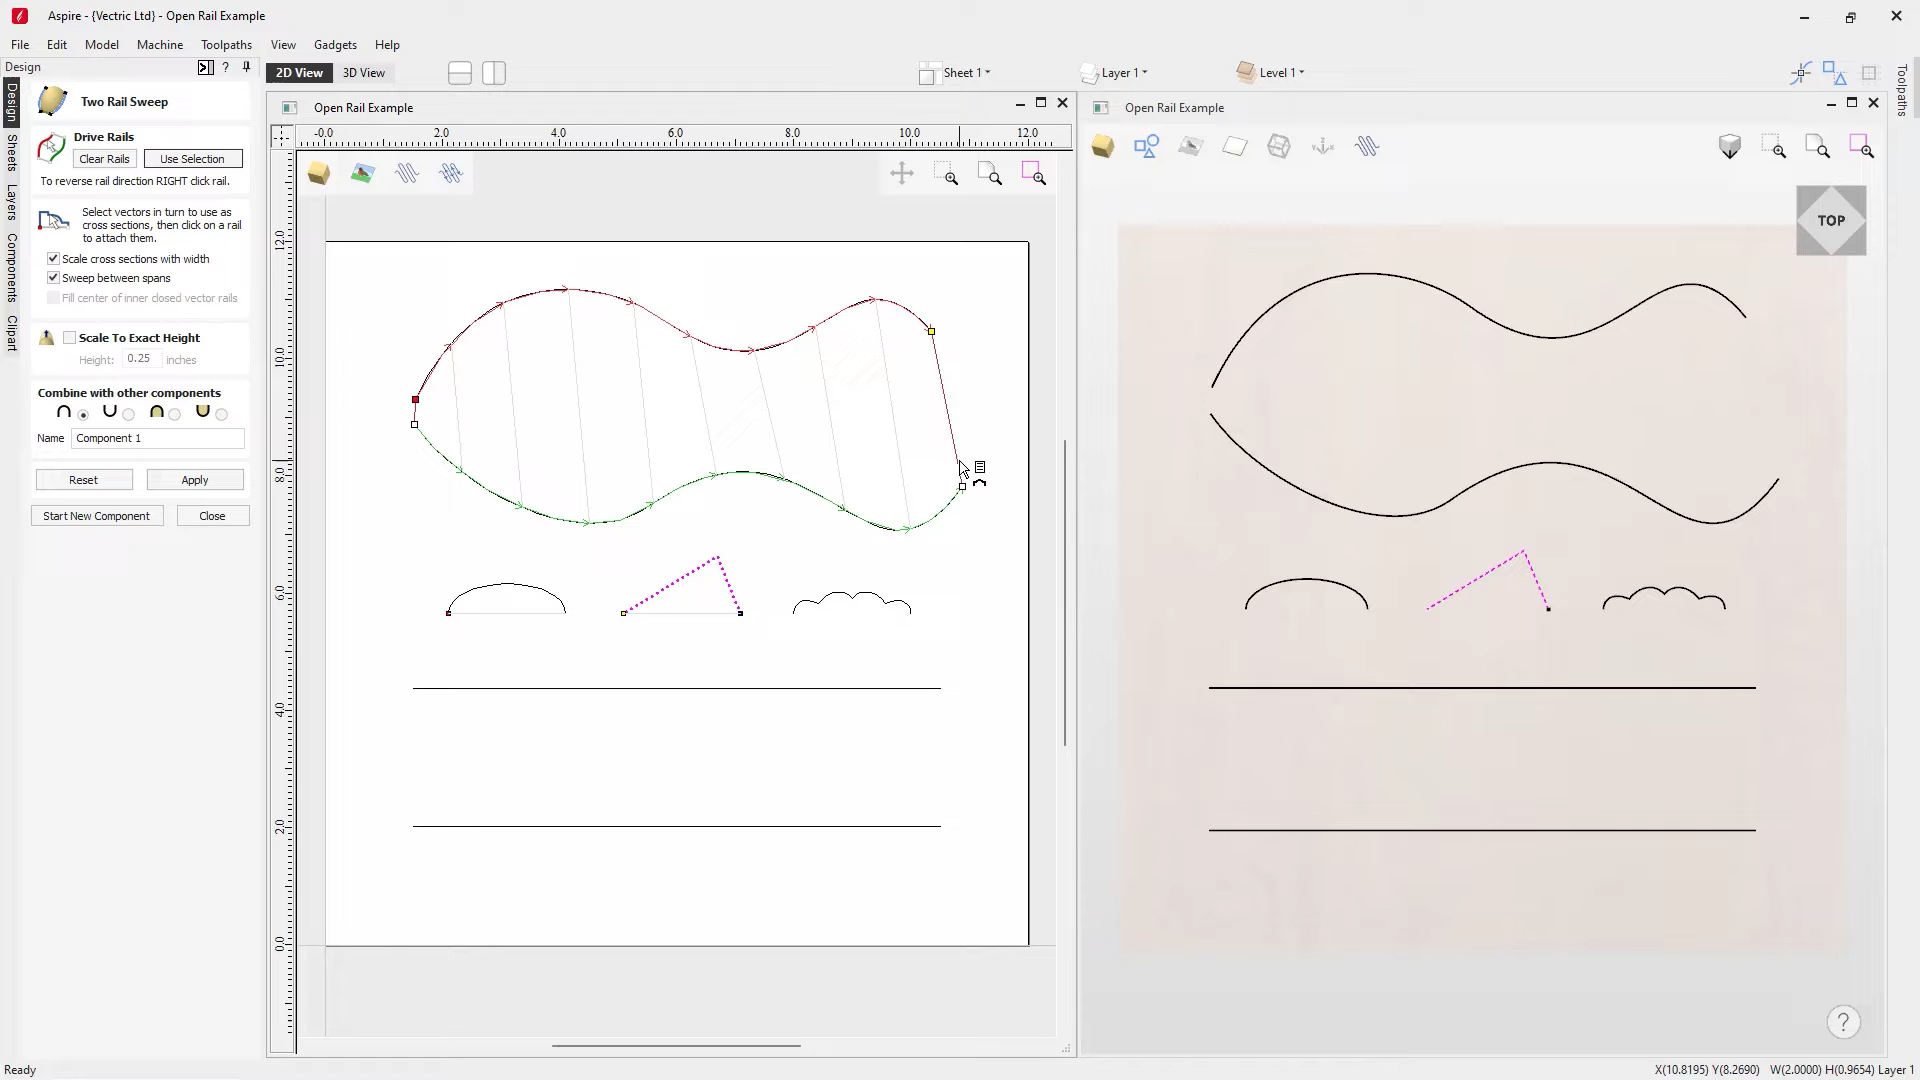 Aspire - {Vectric Ltd} - Open Rail Example
File Edit Model Machine Toolpaths View Gadgets Help
Design
2D View 3D View
Sheet 1
Layer 1
Level 1
Toolpaths
Design
Sheets
Layers
Components
Clipart
Two Rail Sweep
Drive Rails
Clear Rails
Use Selection
To reverse rail direction RIGHT click rail.
Select vectors in turn to use as
cross sections, then click on a rail
to attach them.
Scale cross sections with width
Sweep between spans
Fill center of inner closed vector rails
Scale To Exact Height
Height: 0.25 inches
Combine with other components
Name Component 1
Reset Apply
Start New Component Close
Open Rail Example
-0.0 2.0 4.0 6.0 8.0 10.0 12.0
12.0
10.0
8.0
6.0
4.0
2.0
0.0
Open Rail Example
TOP
?
Ready
X(10.8195) Y(8.2690) W(2.0000) H(0.9654) Layer 1